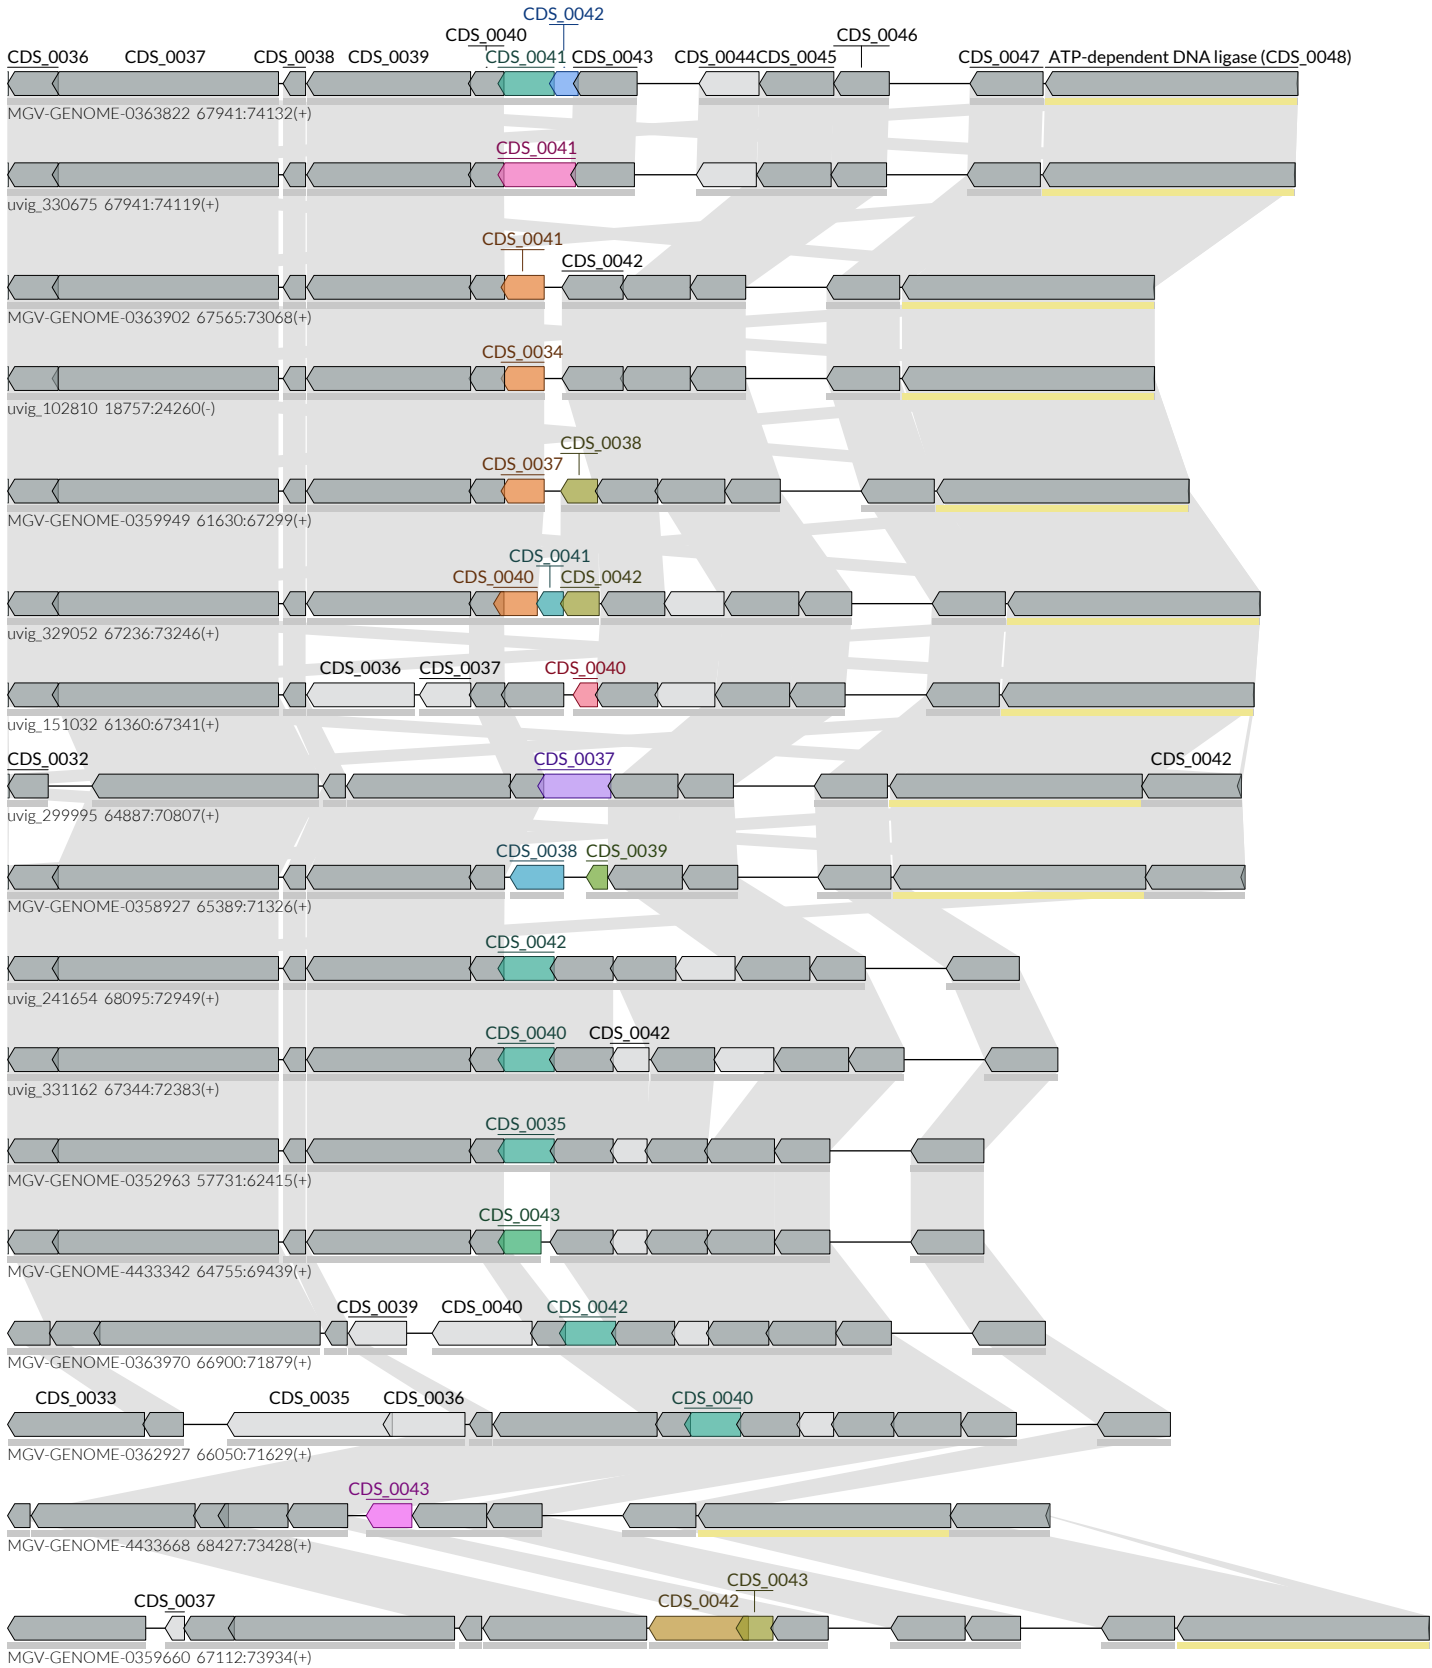 CDS_0042
CDS_0040 CDS_0046
CDS_0036 CDS_0037 CDS_0038 CDS_0039 CDS_0041 CDS_0043 CDS_0044 CDS_0045 CDS_0047 ATP-dependent DNA ligase (CDS_0048)
MGV-GENOME-0363822 67941:74132(+)
CDS_0041
uvig_330675 67941:74119(+)
CDS_0041
CDS_0042
MGV-GENOME-0363902 67565:73068(+)
CDS_0034
uvig_102810 18757:24260(-)
CDS_0038
CDS_0037
MGV-GENOME-0359949 61630:67299(+)
CDS_0041
CDS_0040 CDS_0042
uvig_329052 67236:73246(+)
CDS_0036 CDS_0037 CDS_0040
uvig_151032 61360:67341(+)
CDS_0032 CDS_0037 CDS_0042
uvig_299995 64887:70807(+)
CDS_0038 CDS_0039
MGV-GENOME-0358927 65389:71326(+)
CDS_0042
uvig_241654 68095:72949(+)
CDS_0040 CDS_0042
uvig_331162 67344:72383(+)
CDS_0035
MGV-GENOME-0352963 57731:62415(+)
CDS_0043
MGV-GENOME-4433342 64755:69439(+)
CDS_0039 CDS_0040 CDS_0042
MGV-GENOME-0363970 66900:71879(+)
CDS_0033 CDS_0035 CDS_0036 CDS_0040
MGV-GENOME-0362927 66050:71629(+)
CDS_0043
MGV-GENOME-4433668 68427:73428(+)
CDS_0043
CDS_0037 CDS_0042
MGV-GENOME-0359660 67112:73934(+)